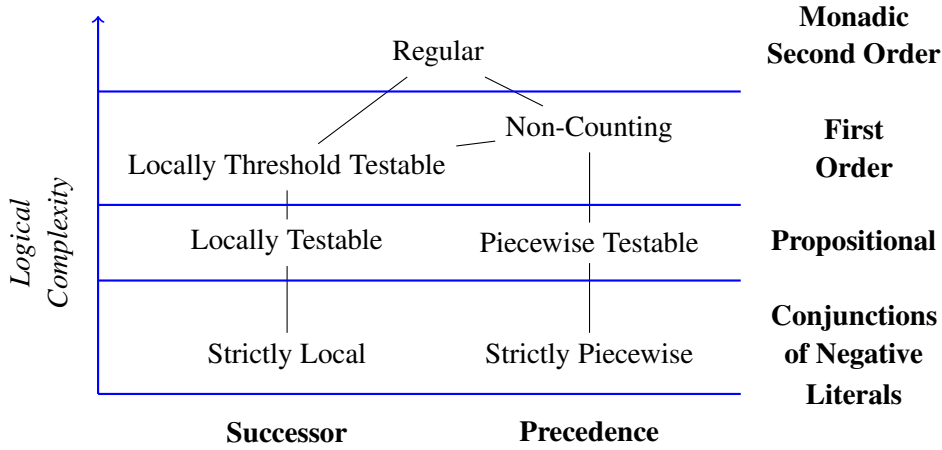 Monadic
Second Order
Regular
Non-Counting
First
Order
Locally Threshold Testable
Logical
Complexity
Locally Testable
Piecewise Testable
Propositional
Conjunctions
of Negative
Literals
Strictly Local
Strictly Piecewise
Successor
Precedence